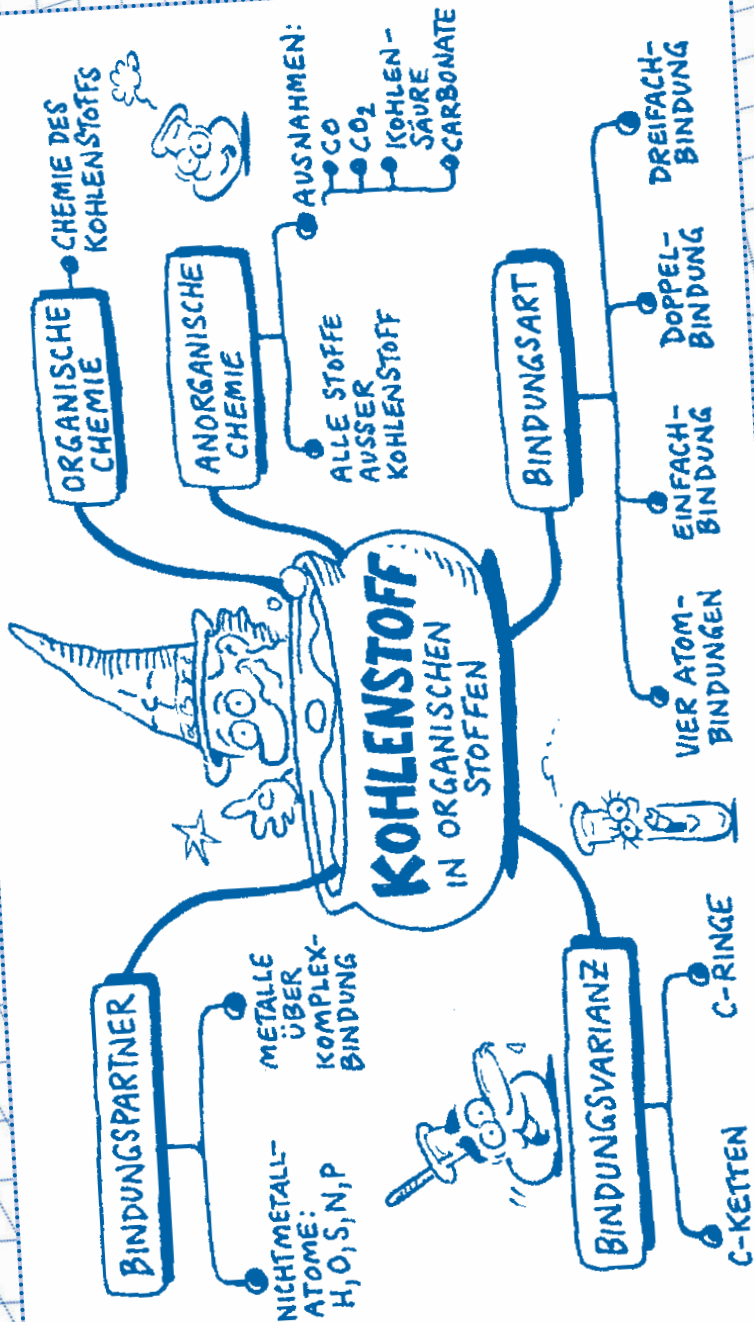 KOHLENSTOFF
IN ORGANISCHEN
STOFFEN
BINDUNGSPARTNER
NICHTMETALL-
ATOME:
H, O, S, N, P
METALLE
ÜBER
KOMPLEX-
BINDUNG
ORGANISCHE
CHEMIE
CHEMIE DES
KOHLENSTOFFS
ANORGANISCHE
CHEMIE
ALLE STOFFE
AUSSER
KOHLENSTOFF
AUSNAHMEN:
CO
CO2
KOHLEN-
SÄURE
CARBONATE
BINDUNGSVARIANZ
C-KETTEN
C-RINGE
BINDUNGSART
VIER ATOM-
BINDUNGEN
EINFACH-
BINDUNG
DOPPEL-
BINDUNG
DREIFACH-
BINDUNG